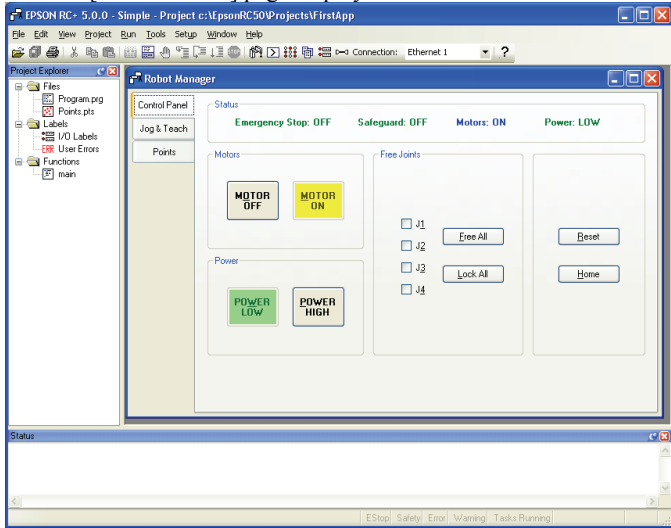 EPSON RC+ 5.0.0 - Simple - Project c:\EpsonRC50\Projects\FirstApp
File Edit View Project Run Tools Setup Window Help
Connection: Ethernet 1
?
Project Explorer
Files
Program.prg
Points.pts
Labels
I/O Labels
ERR User Errors
Functions
main
Robot Manager
Control Panel
Jog & Teach
Points
Status
Emergency Stop: OFF Safeguard: OFF Motors: ON Power: LOW
Motors
MOTOR
OFF
MOTOR
ON
Power
POWER
LOW
POWER
HIGH
Free Joints
J1
J2
J3
J4
Free All
Lock All
Reset
Home
Status
EStop Safety Error Warning Tasks Running